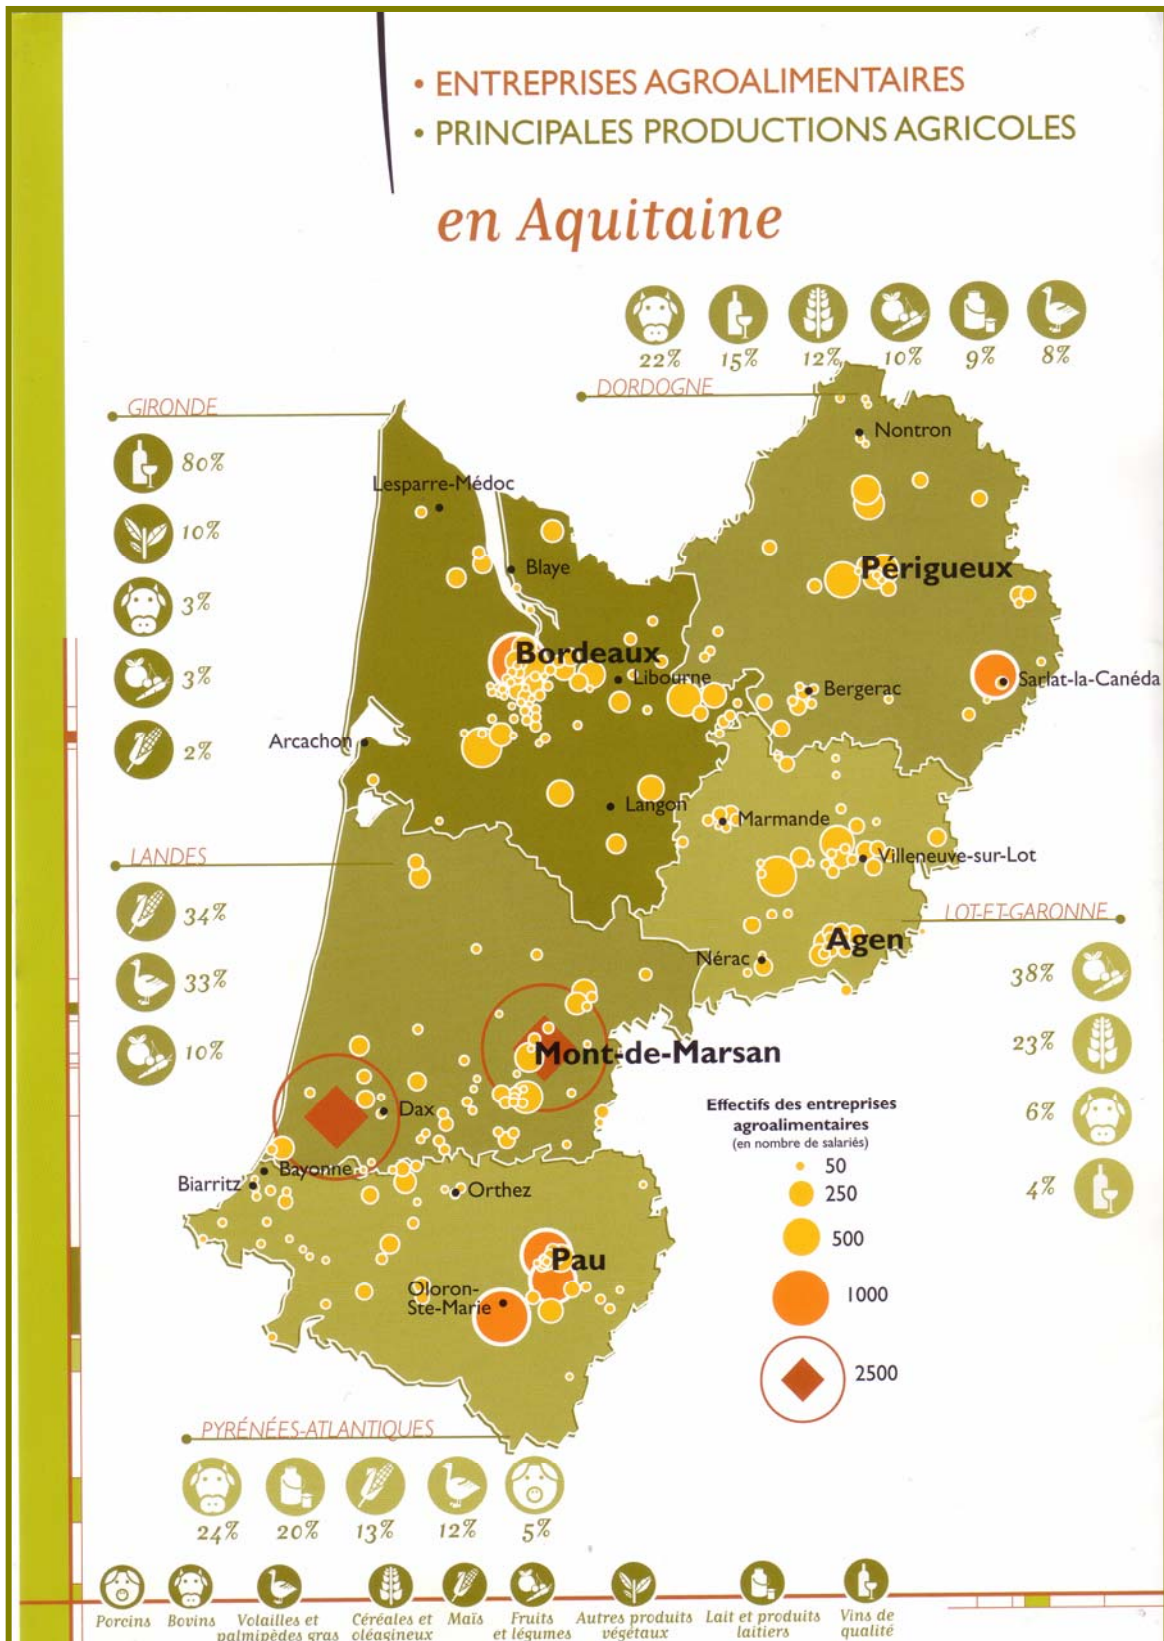 • ENTREPRISES AGROALIMENTAIRES
• PRINCIPALES PRODUCTIONS AGRICOLES
en Aquitaine
22% 15% 12% 10% 9% 8%
DORDOGNE
GIRONDE
80%
10%
3%
3%
2%
Nontron
Lesparre-Médoc
Blaye
Périgueux
Bordeaux
Libourne
Bergerac
Sarlat-la-Canéda
Arcachon
Langon
Marmande
Villeneuve-sur-Lot
LANDES
34%
33%
10%
LOT-ET-GARONNE
38%
23%
6%
4%
Agen
Nérac
Mont-de-Marsan
Dax
Bayonne
Biarritz
Orthez
Pau
Oloron-
Ste-Marie
Effectifs des entreprises
agroalimentaires
(en nombre de salariés)
50
250
500
1000
2500
PYRÉNÉES-ATLANTIQUES
24% 20% 13% 12% 5%
Porcins
Bovins
Volailles et
palmipèdes gras
Céréales et
oléagineux
Maïs
Fruits
et légumes
Autres produits
végétaux
Lait et produits
laitiers
Vins de
qualité